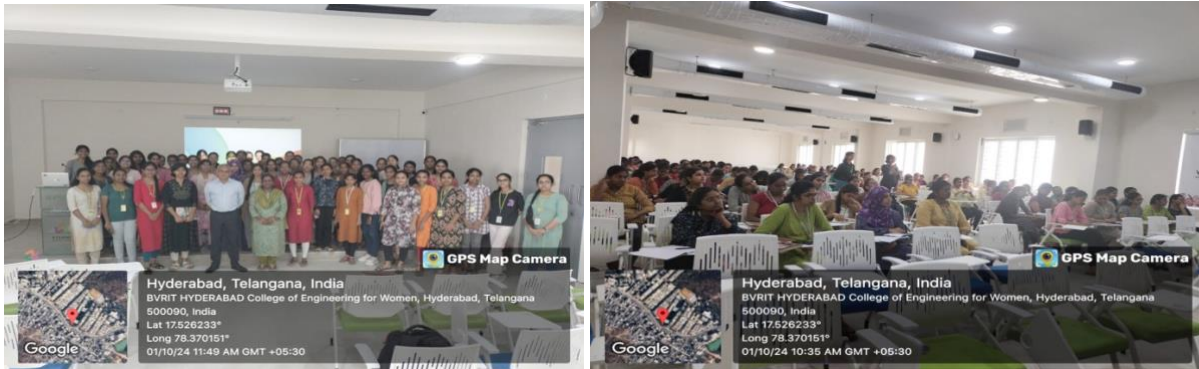 GPS Map Camera
Hyderabad, Telangana, India
BVRIT HYDERABAD College of Engineering for Women, Hyderabad, Telangana
500090, India
Lat 17.526233°
Long 78.370151°
01/10/24 11:49 AM GMT +05:30
Google
GPS Map Camera
Hyderabad, Telangana, India
BVRIT HYDERABAD College of Engineering for Women, Hyderabad, Telangana
500090, India
Lat 17.526233°
Long 78.370151°
01/10/24 10:35 AM GMT +05:30
Google